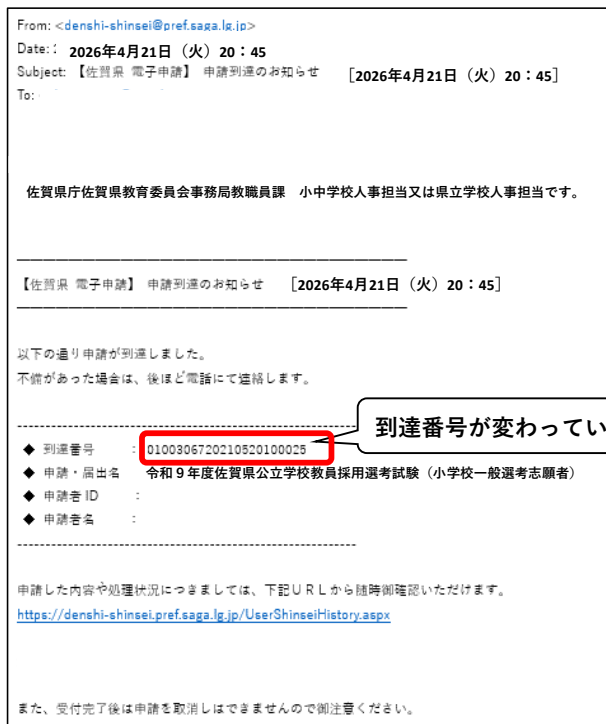 From: <denshi-shinsei@pref.saga.lg.jp>
Date: : 2026年4月21日（火）20：45
Subject: 【佐賀県 電子申請】 申請到達のお知らせ ［2026年4月21日（火）20：45］
To:
佐賀県庁佐賀県教育委員会事務局教職員課　小中学校人事担当又は県立学校人事担当です。
【佐賀県 電子申請】 申請到達のお知らせ ［2026年4月21日（火）20：45］
以下の通り申請が到達しました。
不備があった場合は、後ほど電話にて連絡します。
到達番号が変わってい
◆ 到達番号 ：0100306720210520100025
◆ 申請・届出名 令和９年度佐賀県公立学校教員採用選考試験（小学校一般選考志願者）
◆ 申請者 ID ：
◆ 申請者名 ：
申請した内容や処理状況につきましては、下記ＵＲＬから随時御確認いただけます。
https://denshi-shinsei.pref.saga.lg.jp/UserShinseiHistory.aspx
また、受付完了後は申請を取消しはできませんので御注意ください。